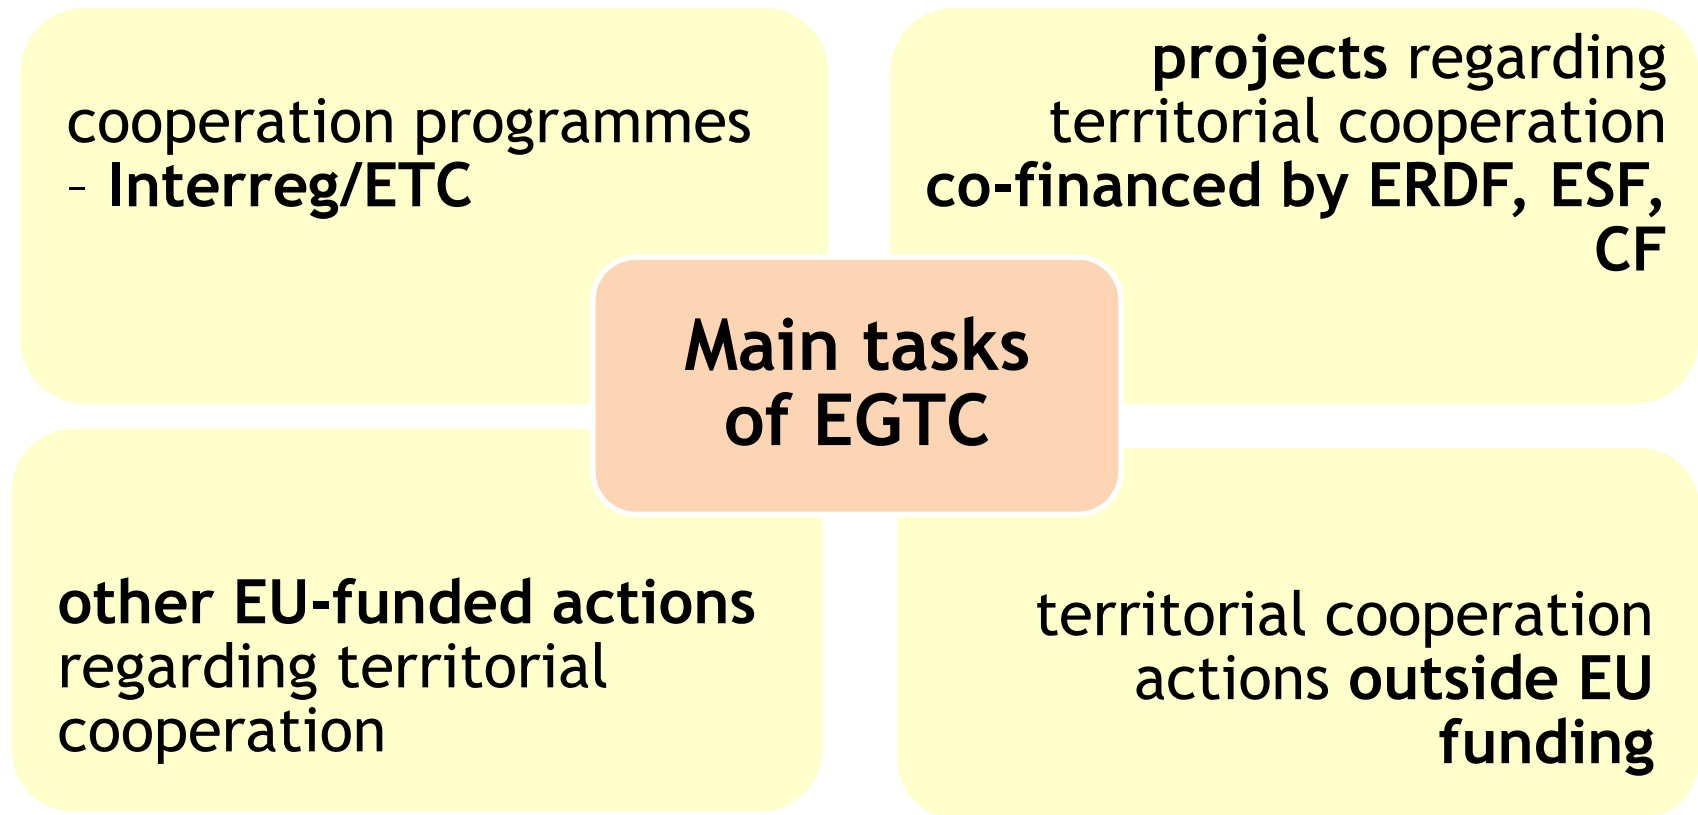 cooperation programmes
– Interreg/ETC
projects regarding
territorial cooperation
co-financed by ERDF, ESF,
CF
Main tasks
of EGTC
other EU-funded actions
regarding territorial
cooperation
territorial cooperation
actions outside EU
funding